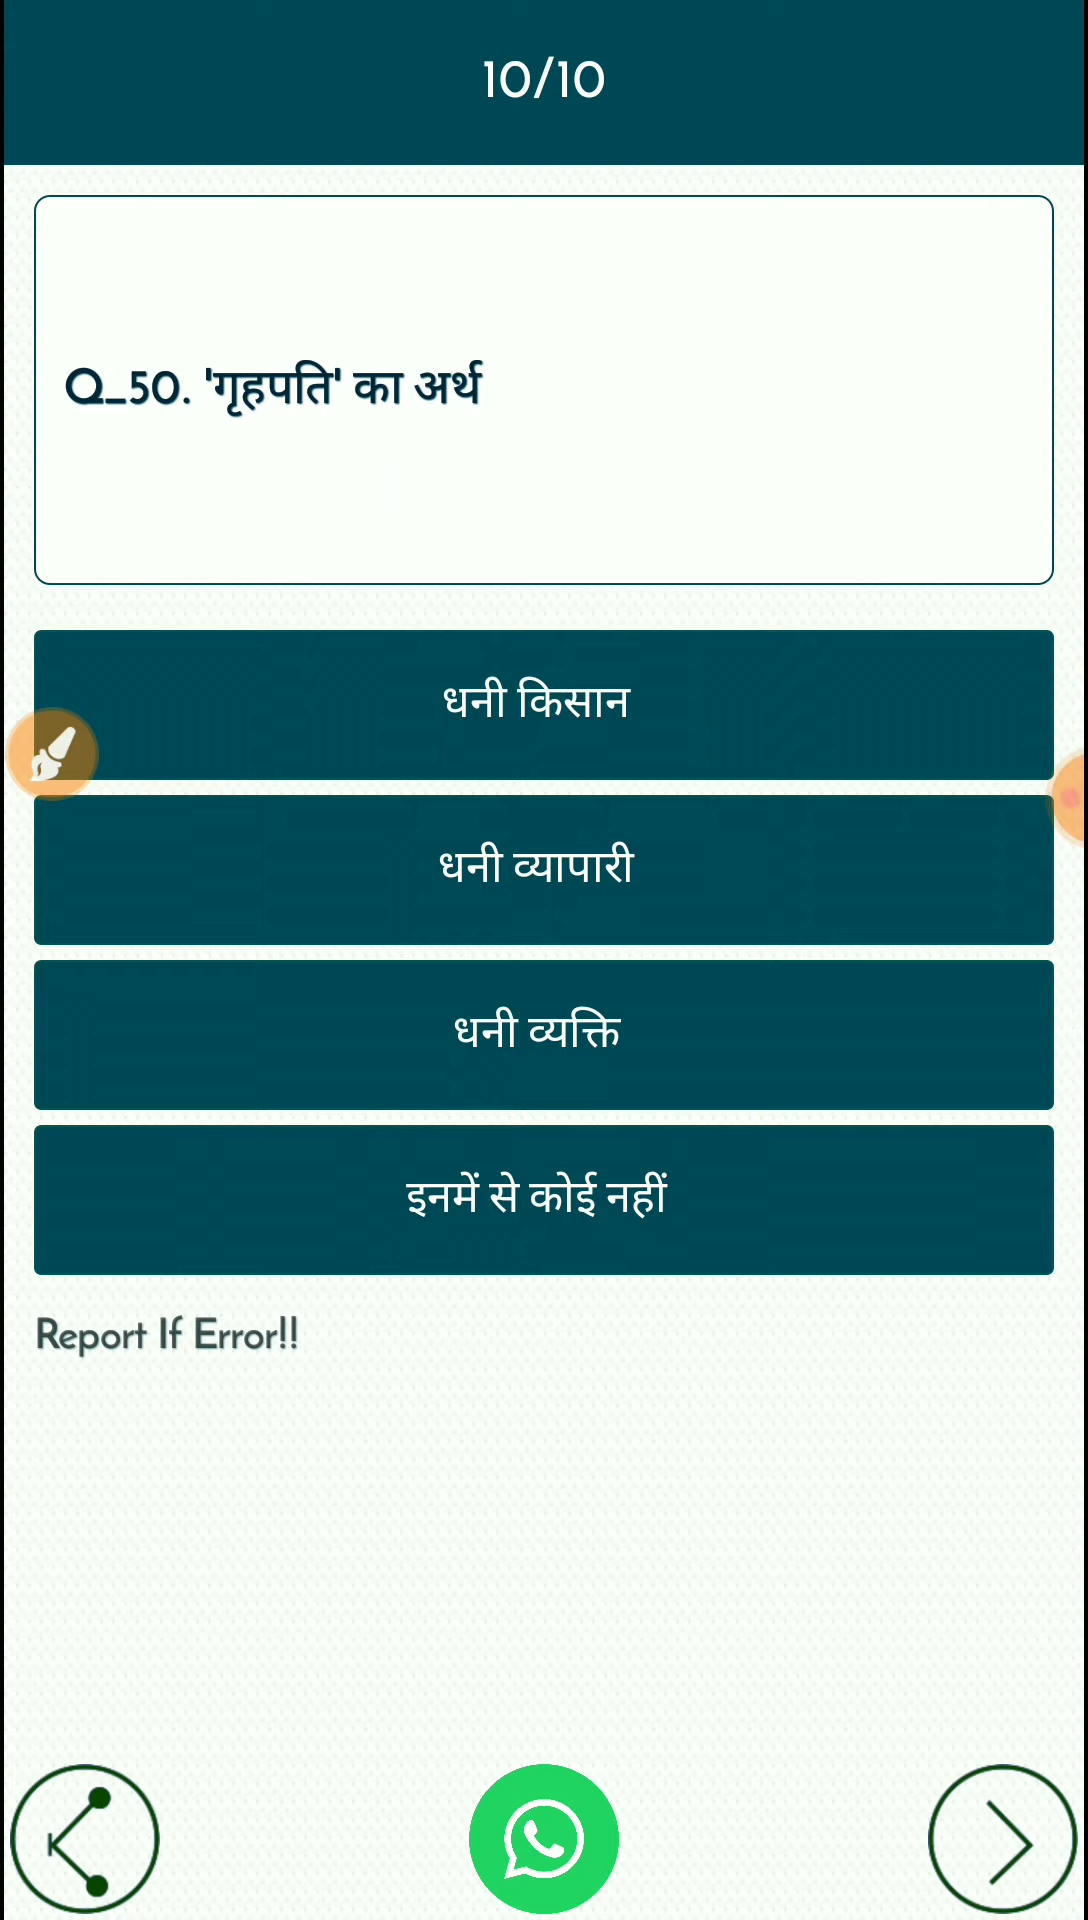 10/10
Q_50. 'गृहपति' का अर्थ
धनी किसान
धनी व्यापारी
धनी व्यक्ति
इनमें से कोई नहीं
Report If Error!!